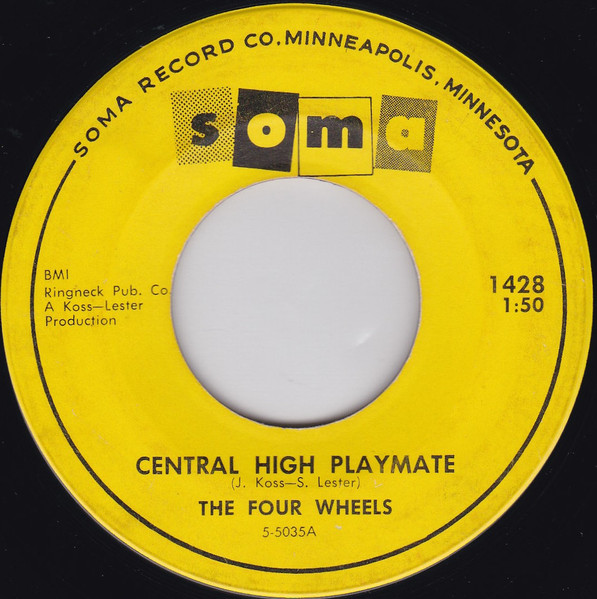 SOMA RECORD CO. MINNEAPOLIS, MINNESOTA
soma
BMI
Ringneck Pub. Co.
A Koss—Lester
Production
1428
1:50
CENTRAL HIGH PLAYMATE
(J. Koss—S. Lester)
THE FOUR WHEELS
5-5035A